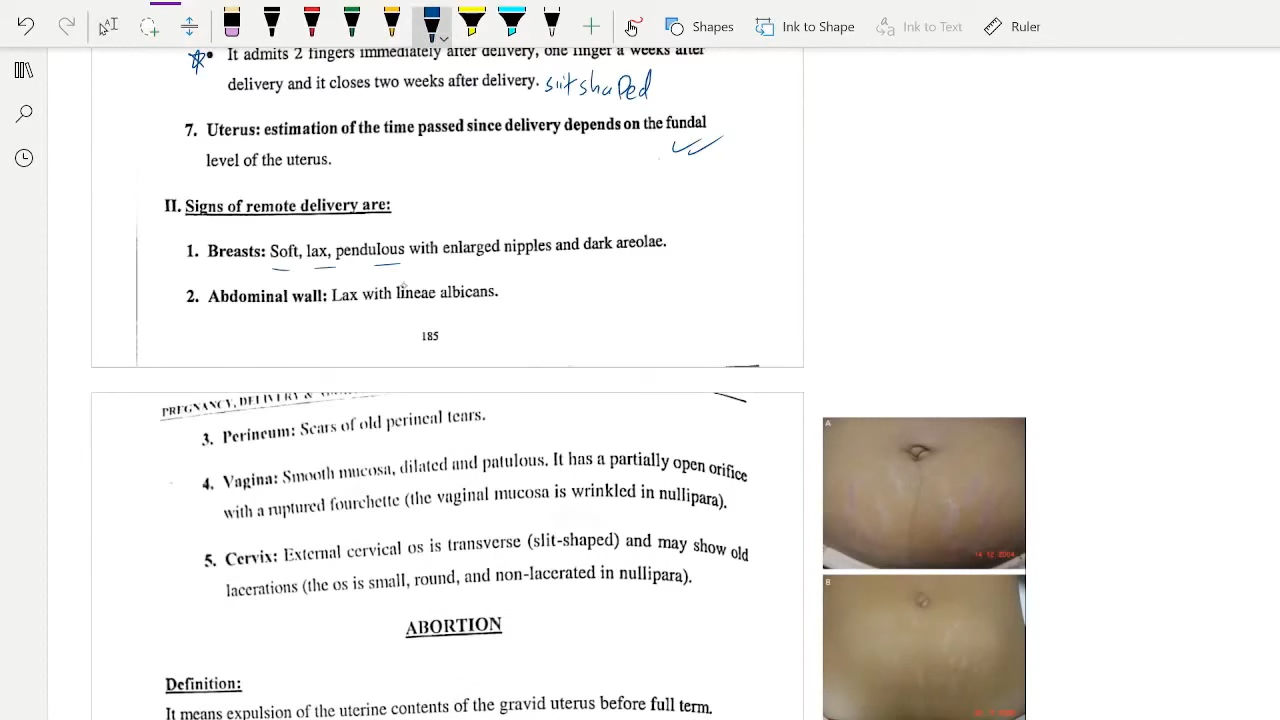 Shapes
Ink to Shape
Ink to Text
Ruler
It admits 2 fingers immediately after delivery, one finger a weeks after
delivery and it closes two weeks after delivery. slit shaped
7. Uterus: estimation of the time passed since delivery depends on the fundal
level of the uterus.
II. Signs of remote delivery are:
1. Breasts: Soft, lax, pendulous with enlarged nipples and dark areolae.
2. Abdominal wall: Lax with lineae albicans.
185
PREGNANCY, DELIVERY &
3. Perineum: Scars of old perineal tears.
4. Vagina: Smooth mucosa, dilated and patulous. It has a partially open orifice
with a ruptured fourchette (the vaginal mucosa is wrinkled in nullipara).
5. Cervix: External cervical os is transverse (slit-shaped) and may show old
lacerations (the os is small, round, and non-lacerated in nullipara).
ABORTION
Definition:
It means expulsion of the uterine contents of the gravid uterus before full term.
A
14 12 2004
B